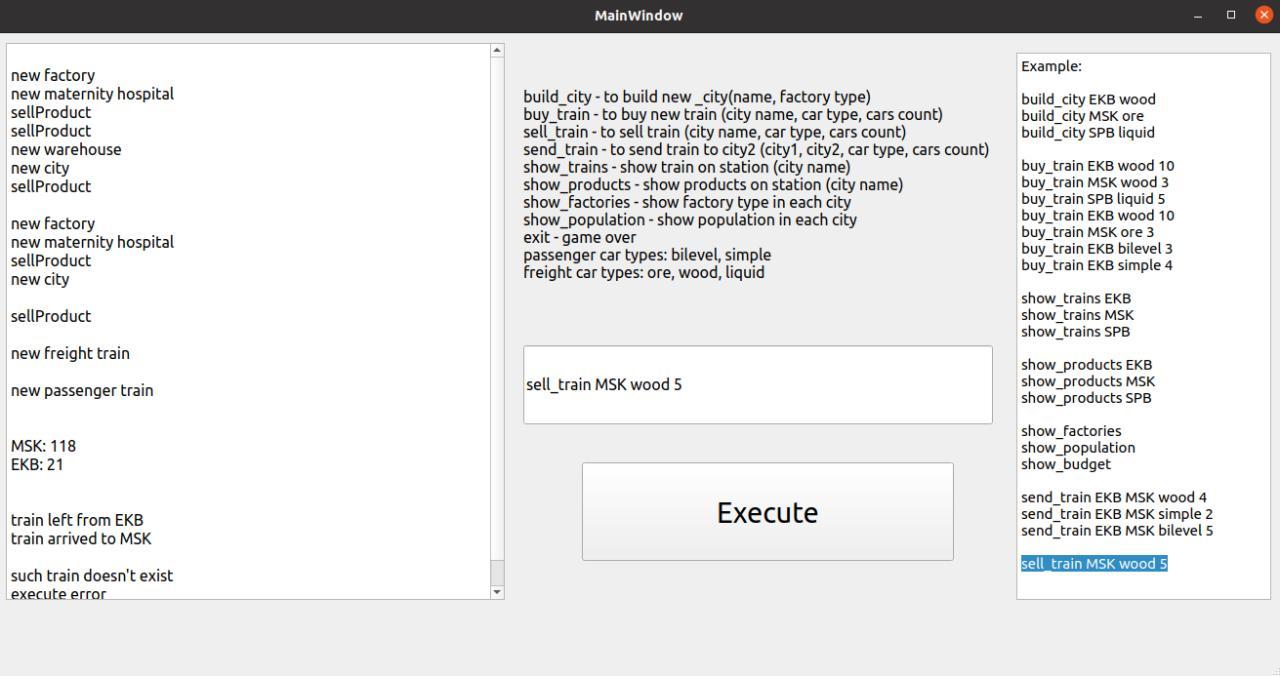 MainWindow
new factory
new maternity hospital
sellProduct
sellProduct
new warehouse
new city
sellProduct
new factory
new maternity hospital
sellProduct
new city
sellProduct
new freight train
new passenger train
MSK: 118
EKB: 21
train left from EKB
train arrived to MSK
such train doesn't exist
execute error
build_city - to build new _city(name, factory type)
buy_train - to buy new train (city name, car type, cars count)
sell_train - to sell train (city name, car type, cars count)
send_train - to send train to city2 (city1, city2, car type, cars count)
show_trains - show train on station (city name)
show_products - show products on station (city name)
show_factories - show factory type in each city
show_population - show population in each city
exit - game over
passenger car types: bilevel, simple
freight car types: ore, wood, liquid
sell_train MSK wood 5
Execute
Example:
build_city EKB wood
build_city MSK ore
build_city SPB liquid
buy_train EKB wood 10
buy_train MSK wood 3
buy_train SPB liquid 5
buy_train EKB wood 10
buy_train MSK ore 3
buy_train EKB bilevel 3
buy_train EKB simple 4
show_trains EKB
show_trains MSK
show_trains SPB
show_products EKB
show_products MSK
show_products SPB
show_factories
show_population
show_budget
send_train EKB MSK wood 4
send_train EKB MSK simple 2
send_train EKB MSK bilevel 5
sell_train MSK wood 5